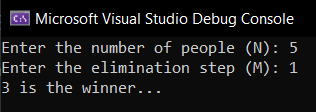 Microsoft Visual Studio Debug Console
Enter the number of people (N): 5
Enter the elimination step (M): 1
3 is the winner...